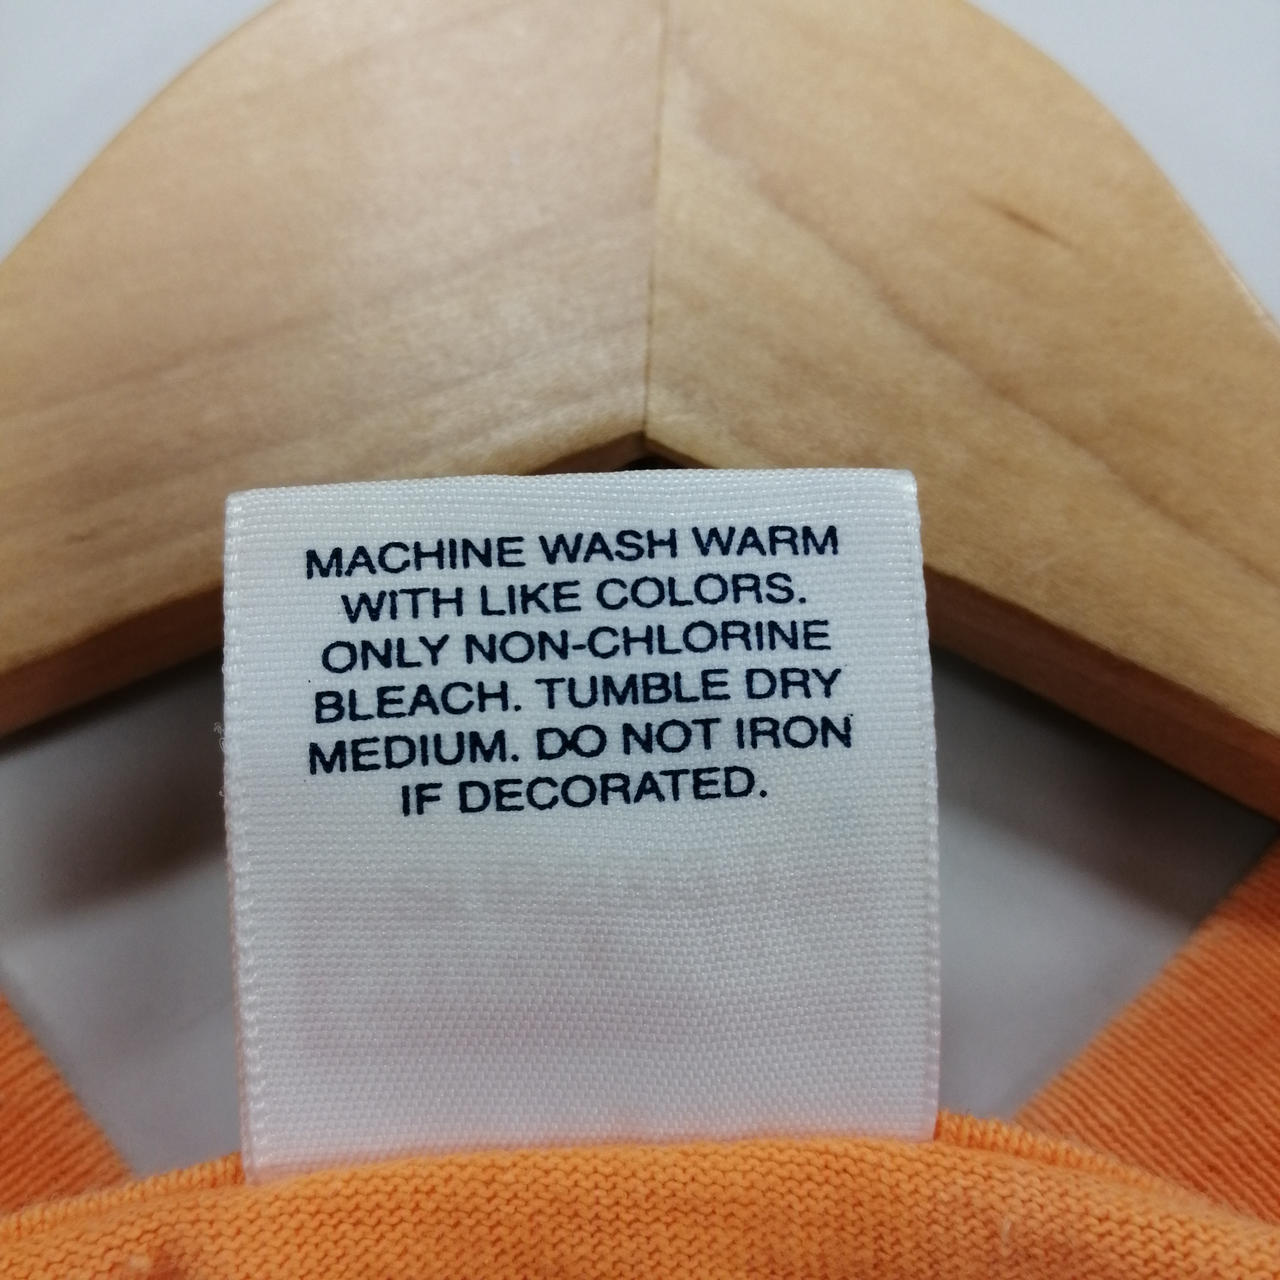 MACHINE WASH WARM
WITH LIKE COLORS.
ONLY NON-CHLORINE
BLEACH. TUMBLE DRY
MEDIUM. DO NOT IRON
IF DECORATED.